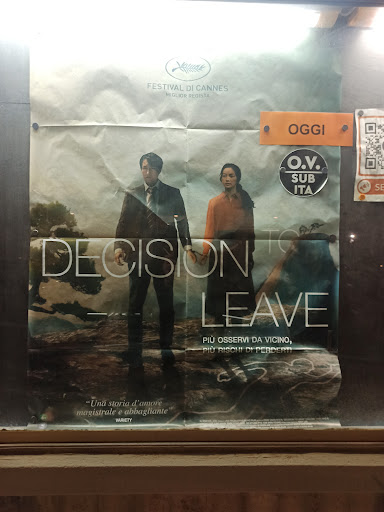 FESTIVAL DI CANNES
OGGI
O.V.
SUB
ITA
SE
DECISION TO
LEAVE
PIÙ OSSERVI DA VICINO,
PIÙ RISCHI DI PERDERTI
"Una storia d'amore
magistrale e abbagliante"
VARIETY